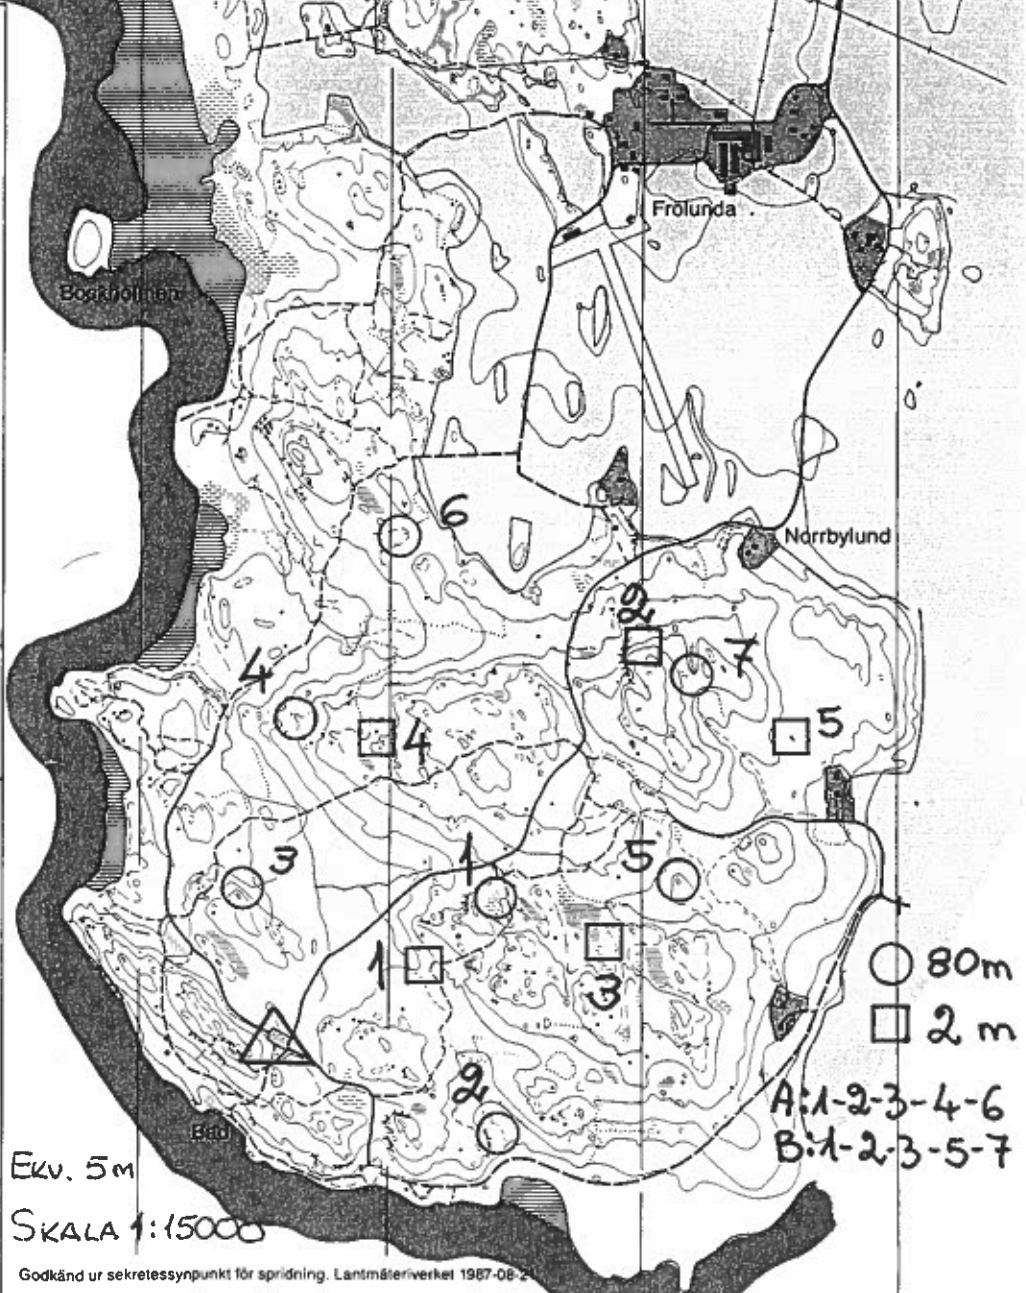 Frölunda
Bockholmen
Norrbylund
6
2
7
4
5
4
3
1
5
1
3
2
80m
2 m
A:1-2-3-4-6
B:1-2-3-5-7
Bad
EKV. 5M
SKALA 1:15000
Godkänd ur sekretessynpunkt för spridning. Lantmäteriverket 1987-08-2